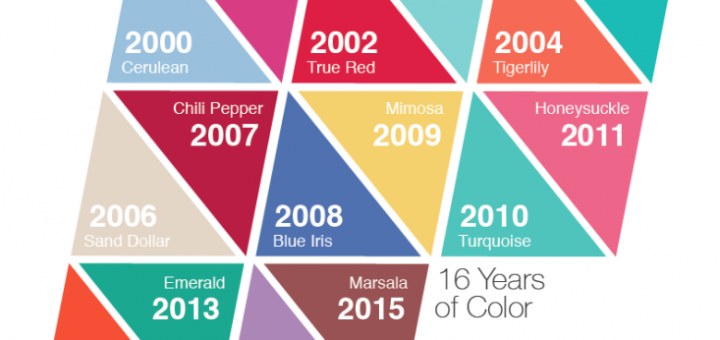 2000
Cerulean
2002
True Red
2004
Tigerlily
Chili Pepper
2007
Mimosa
2009
Honeysuckle
2011
2006
Sand Dollar
2008
Blue Iris
2010
Turquoise
Emerald
2013
Marsala
2015
16 Years
of Color